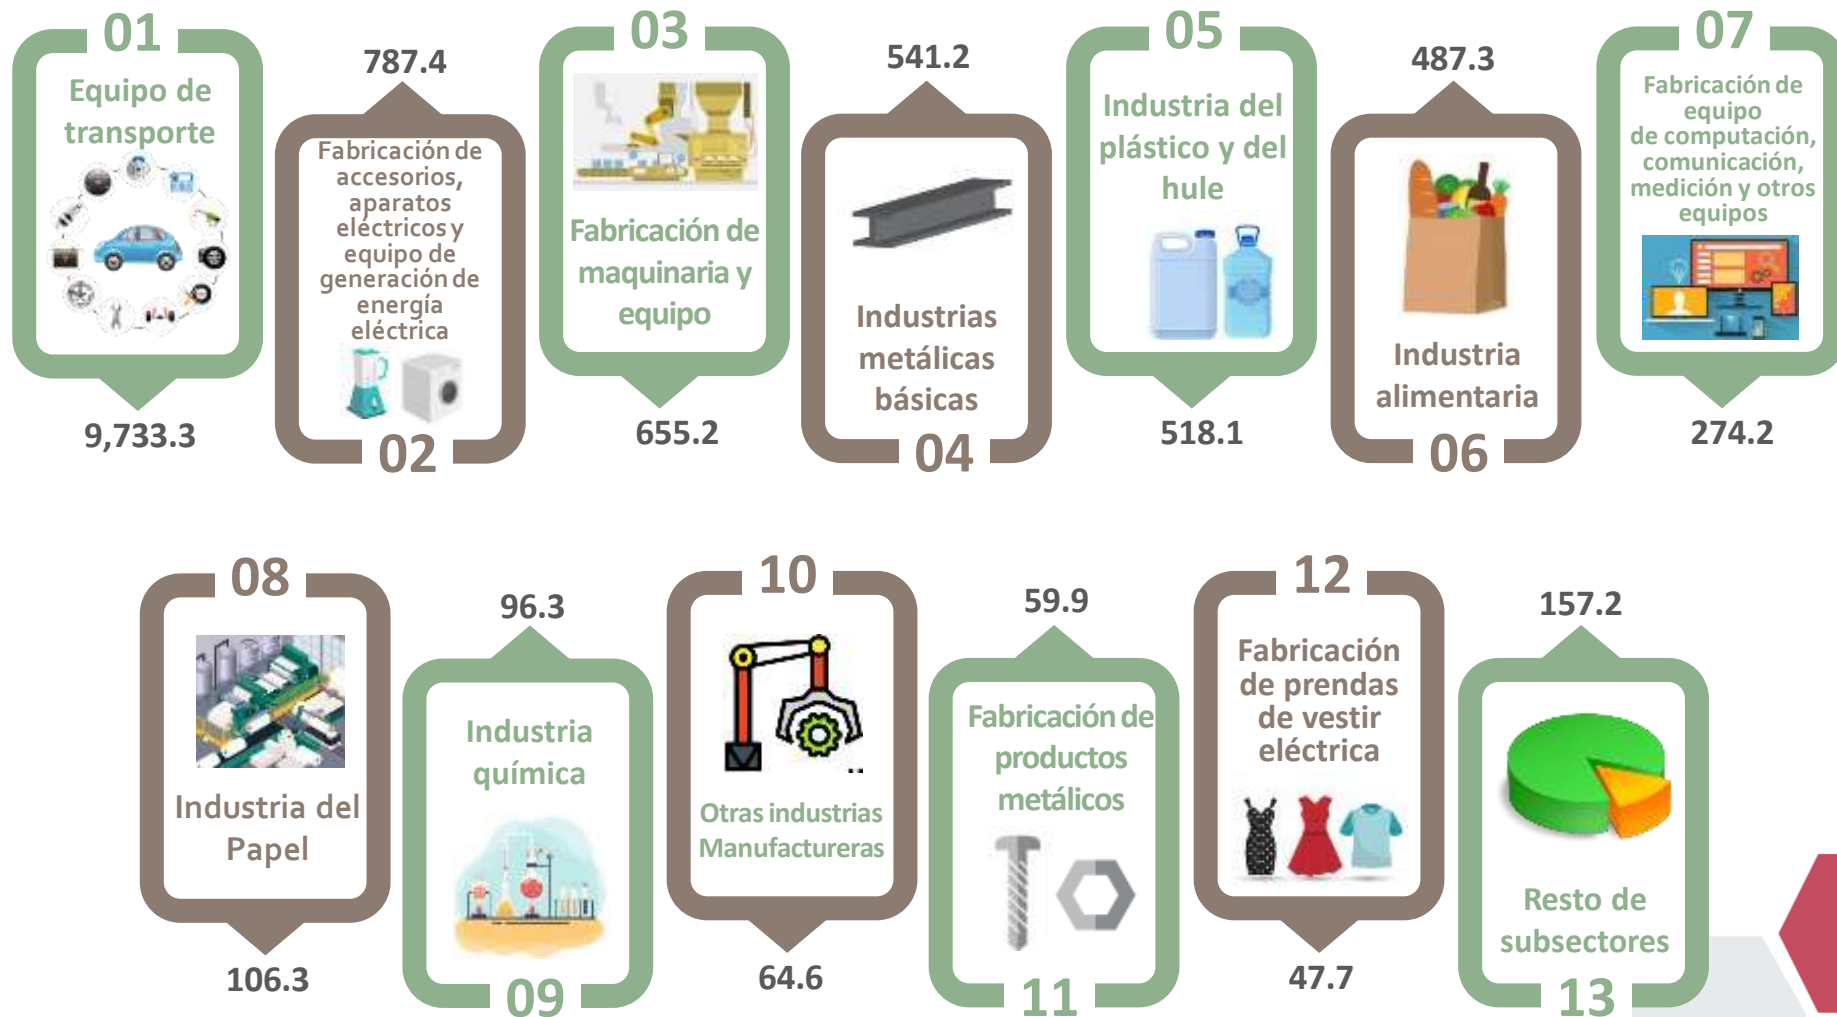 01
Equipo de
transporte
9,733.3
787.4
Fabricación de
accesorios,
aparatos
eléctricos y
equipo de
generación de
energía
eléctrica
02
03
Fabricación de
maquinaria y
equipo
655.2
541.2
Industrias
metálicas
básicas
04
05
Industria del
plástico y del
hule
518.1
487.3
Industria
alimentaria
06
07
Fabricación de
equipo
de computación,
comunicación,
medición y otros
equipos
274.2
08
Industria del
Papel
106.3
96.3
Industria
química
09
10
Otras industrias
Manufactureras
64.6
59.9
Fabricación de
productos
metálicos
11
12
Fabricación
de prendas
de vestir
eléctrica
47.7
157.2
Resto de
subsectores
13